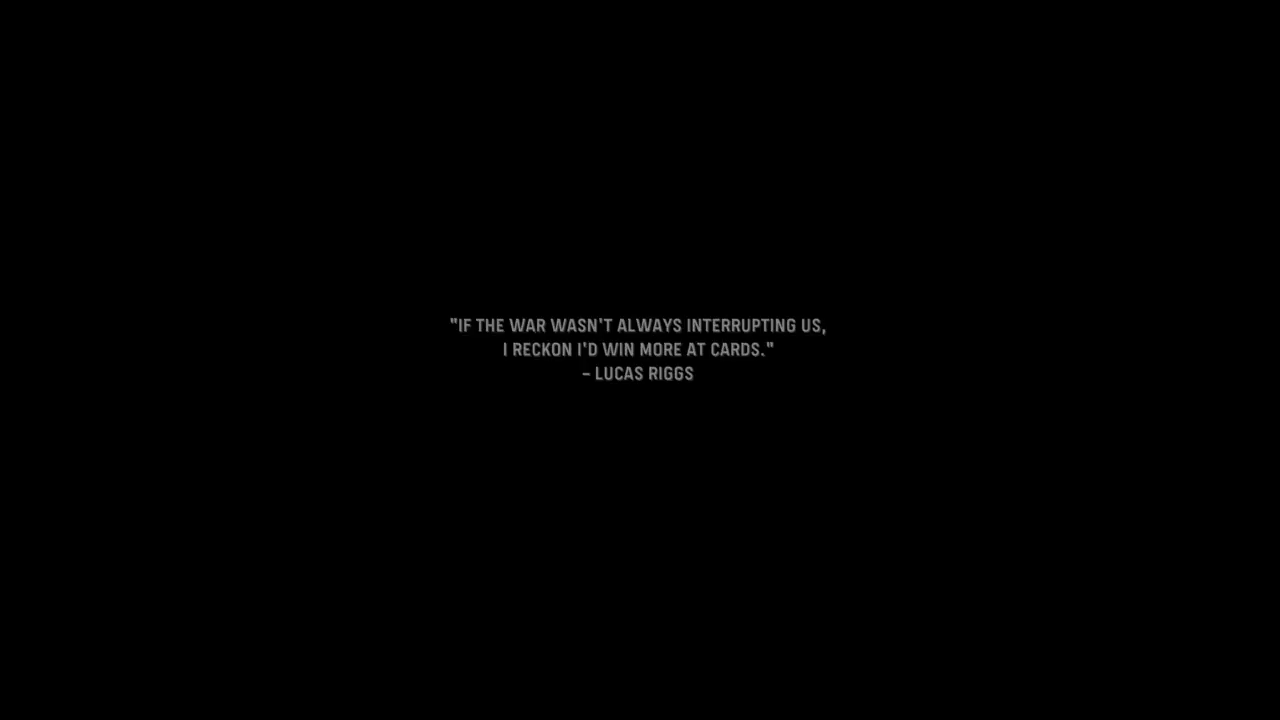 "IF THE WAR WASN'T ALWAYS INTERRUPTING US,
I RECKON I'D WIN MORE AT CARDS."
– LUCAS RIGGS